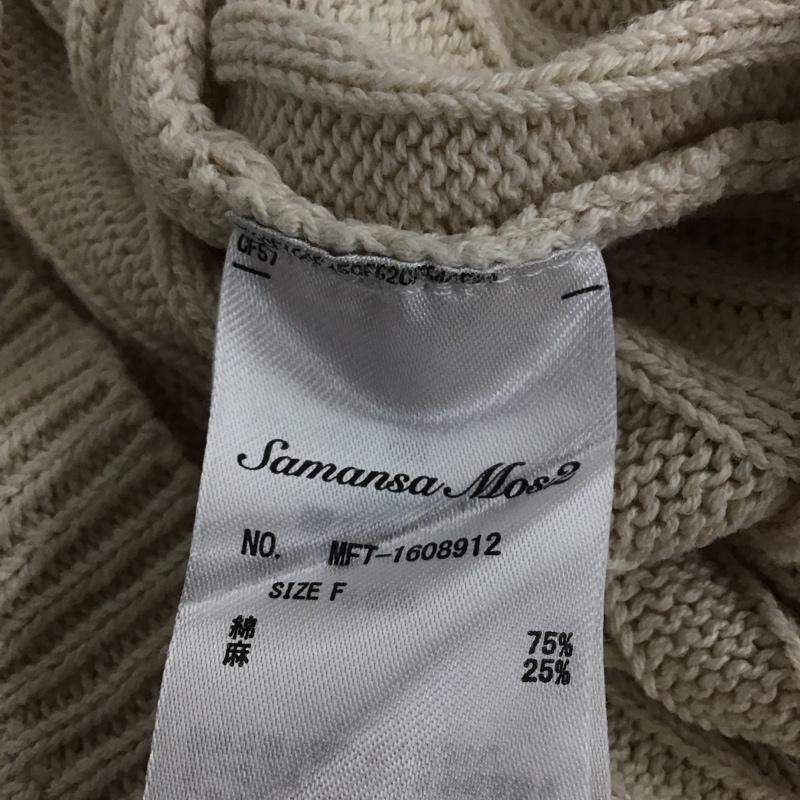 CF57
Samansa Mos2
NO. MFT-1608912
SIZE F
綿 75%
麻 25%